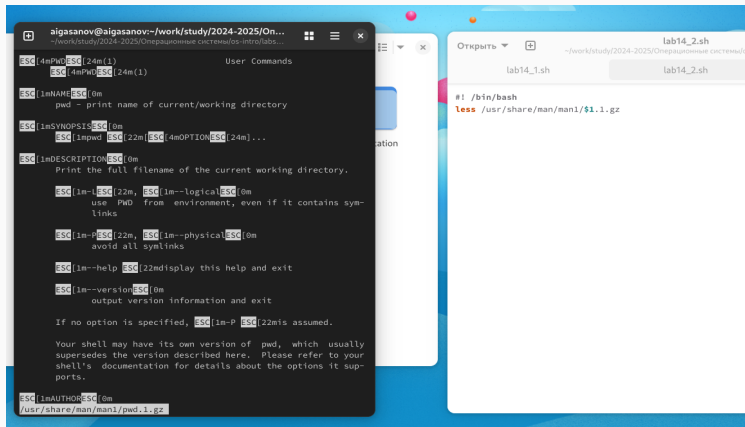 aigasanov@aigasanov:~/work/study/2024-2025/On...
~/work/study/2024-2025/Операционные системы/os-intro/labs...
ESC[4mPWDESC[24m(1) User Commands
ESC[4mPWDESC[24m(1)
ESC[1mNAMEESC[0m
pwd - print name of current/working directory
ESC[1mSYNOPSISESC[0m
ESC[1mpwd ESC[22m[ESC[4mOPTIONESC[24m]...
ESC[1mDESCRIPTIONESC[0m
Print the full filename of the current working directory.
ESC[1m-LESC[22m, ESC[1m--logicalESC[0m
use PWD from environment, even if it contains sym-
links
ESC[1m-PESC[22m, ESC[1m--physicalESC[0m
avoid all symlinks
ESC[1m--help ESC[22mdisplay this help and exit
ESC[1m--versionESC[0m
output version information and exit
If no option is specified, ESC[1m-P ESC[22mis assumed.
Your shell may have its own version of pwd, which usually
supersedes the version described here. Please refer to your
shell's documentation for details about the options it sup-
ports.
ESC[1mAUTHORESC[0m
/usr/share/man/man1/pwd.1.gz
ation
Открыть
lab14_2.sh
~/work/study/2024-2025/Операционные системы/o
lab14_1.sh
lab14_2.sh
#! /bin/bash
less /usr/share/man/man1/$1.1.gz